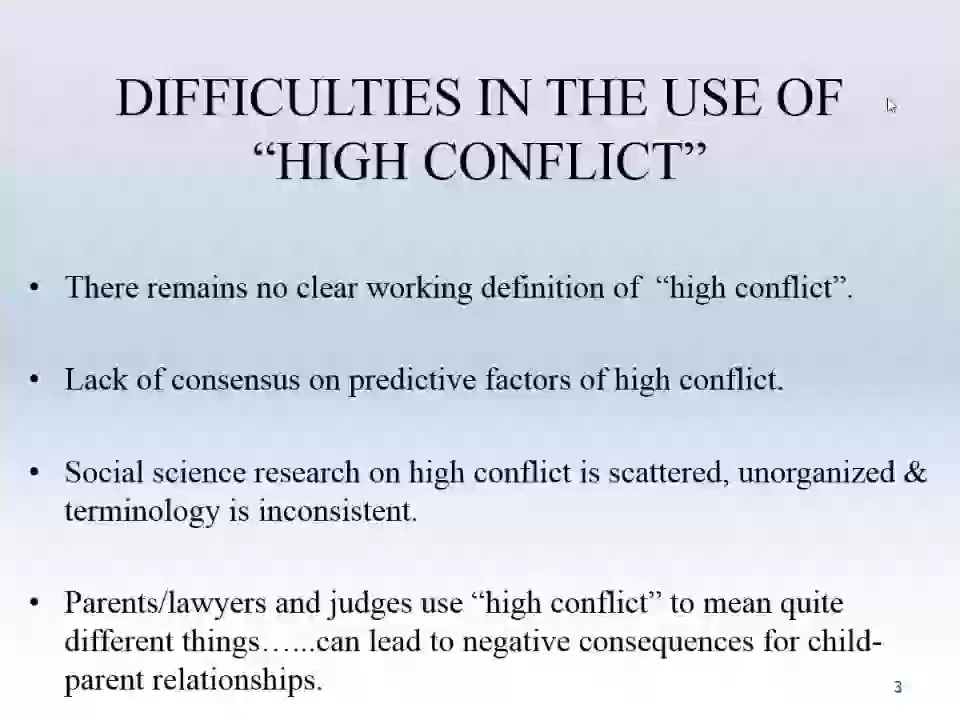 DIFFICULTIES IN THE USE OF
“HIGH CONFLICT”
• There remains no clear working definition of “high conflict”.
• Lack of consensus on predictive factors of high conflict.
• Social science research on high conflict is scattered, unorganized &
terminology is inconsistent.
• Parents/lawyers and judges use “high conflict” to mean quite
different things…...can lead to negative consequences for child-
parent relationships.
3